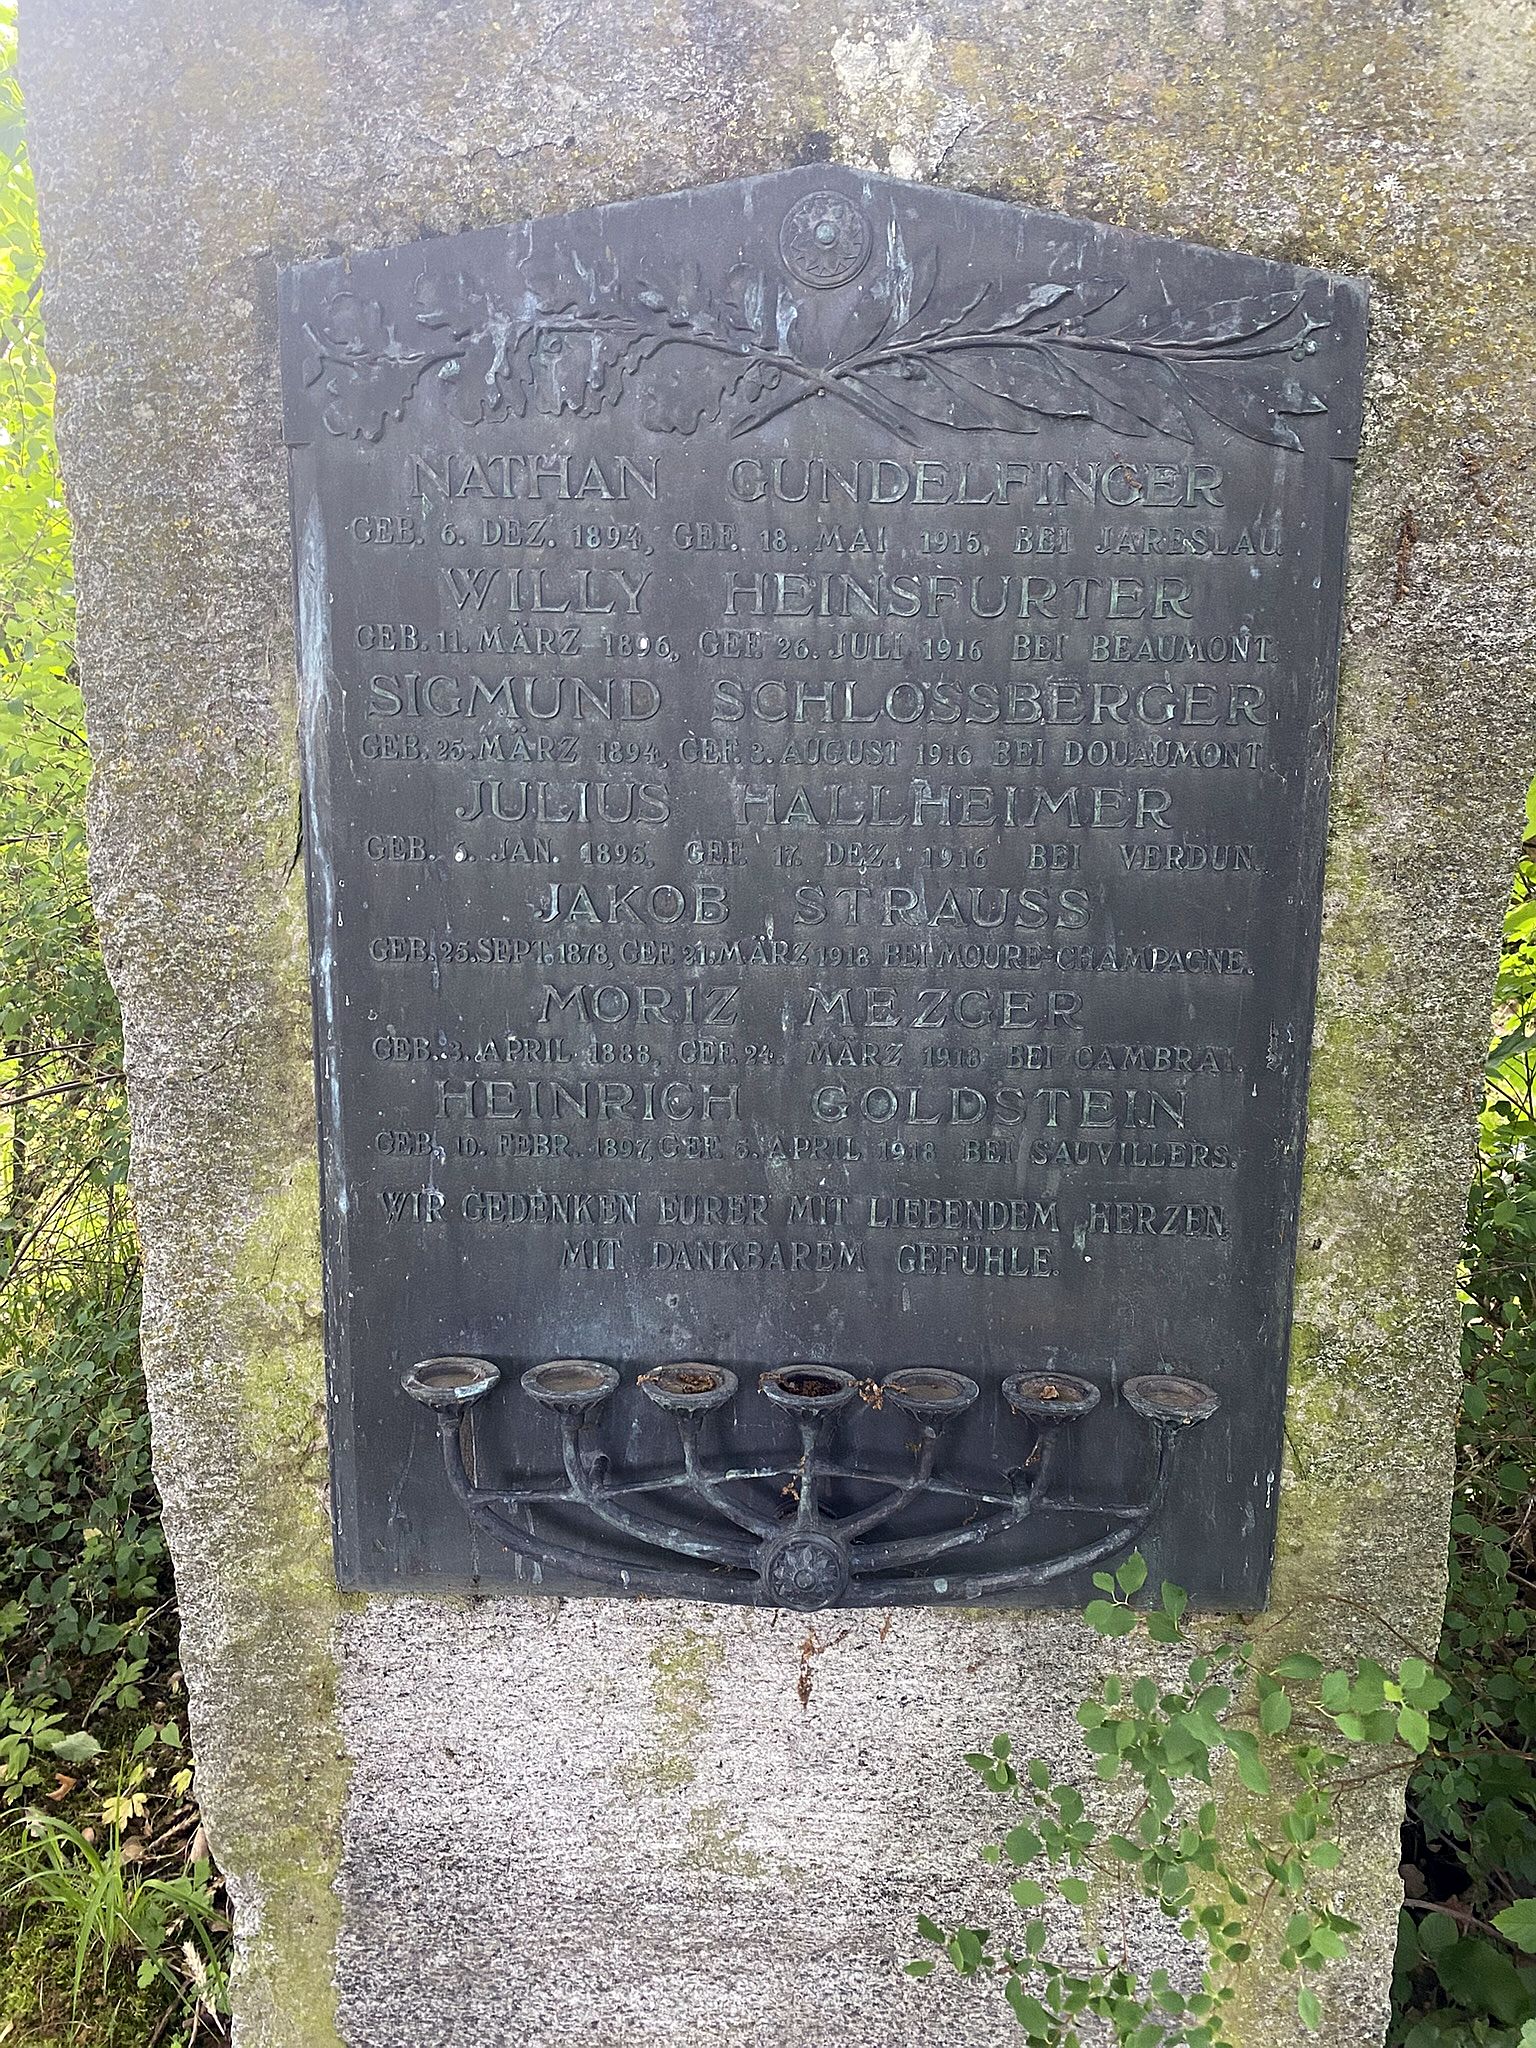 NATHAN GUNDELFINGER
GEB. 6. DEZ. 1894, GEF. 18. MAI 1915 BEI JARESLAU
WILLY HEINSFURTER
GEB. 11. MÄRZ 1896, GEF. 26. JULI 1916 BEI BEAUMONT.
SIGMUND SCHLOSSBERGER
GEB. 25. MÄRZ 1894, GEF. 3. AUGUST 1916 BEI DOUAUMONT.
JULIUS HALLHEIMER
GEB. 6. JAN. 1895, GEF. 17. DEZ. 1916 BEI VERDUN.
JAKOB STRAUSS
GEB. 25. SEPT. 1878, GEF. 21. MÄRZ 1918 BEI MOURE-CHAMPAGNE.
MORIZ MEZGER
GEB. 3. APRIL 1888, GEF. 24. MÄRZ 1918 BEI CAMBRAI.
HEINRICH GOLDSTEIN
GEB. 10. FEBR. 1897, GEF. 5. APRIL 1918 BEI SAUVILLERS.
WIR GEDENKEN EURER MIT LIEBENDEM HERZEN,
MIT DANKBAREM GEFÜHLE.